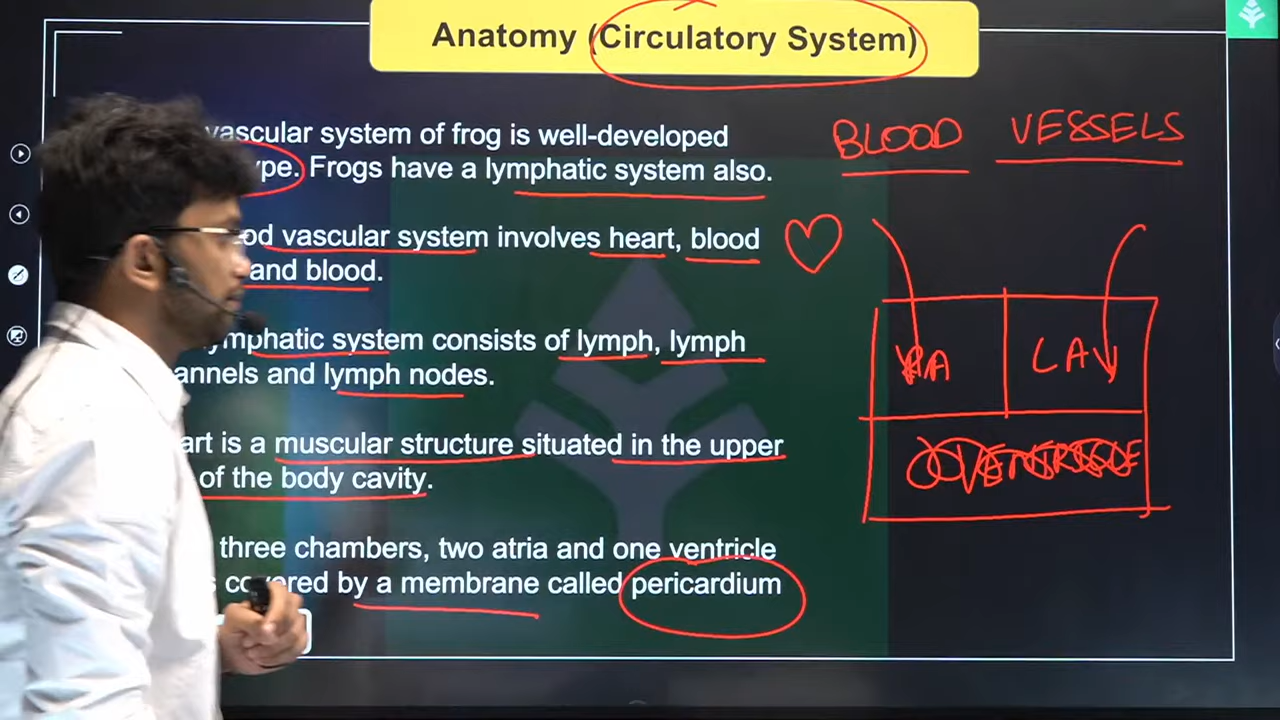 Anatomy (Circulatory System)
vascular system of frog is well-developed
ype. Frogs have a lymphatic system also.
od vascular system involves heart, blood
and blood.
ymphatic system consists of lymph, lymph
annels and lymph nodes.
art is a muscular structure situated in the upper
of the body cavity.
three chambers, two atria and one ventricle
s covered by a membrane called pericardium
BLOOD VESSELS
RA LA